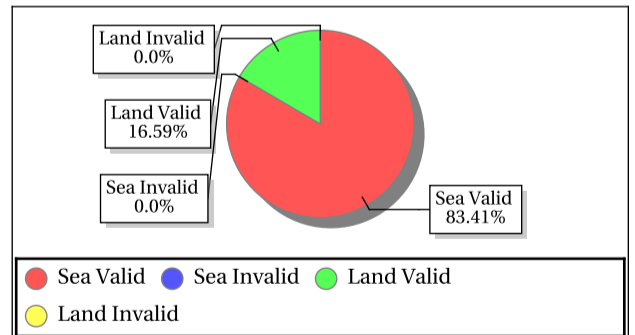 Land Invalid
0.0%
Land Valid
16.59%
Sea Invalid
0.0%
Sea Valid
83.41%
Sea Valid Sea Invalid Land Valid
Land Invalid